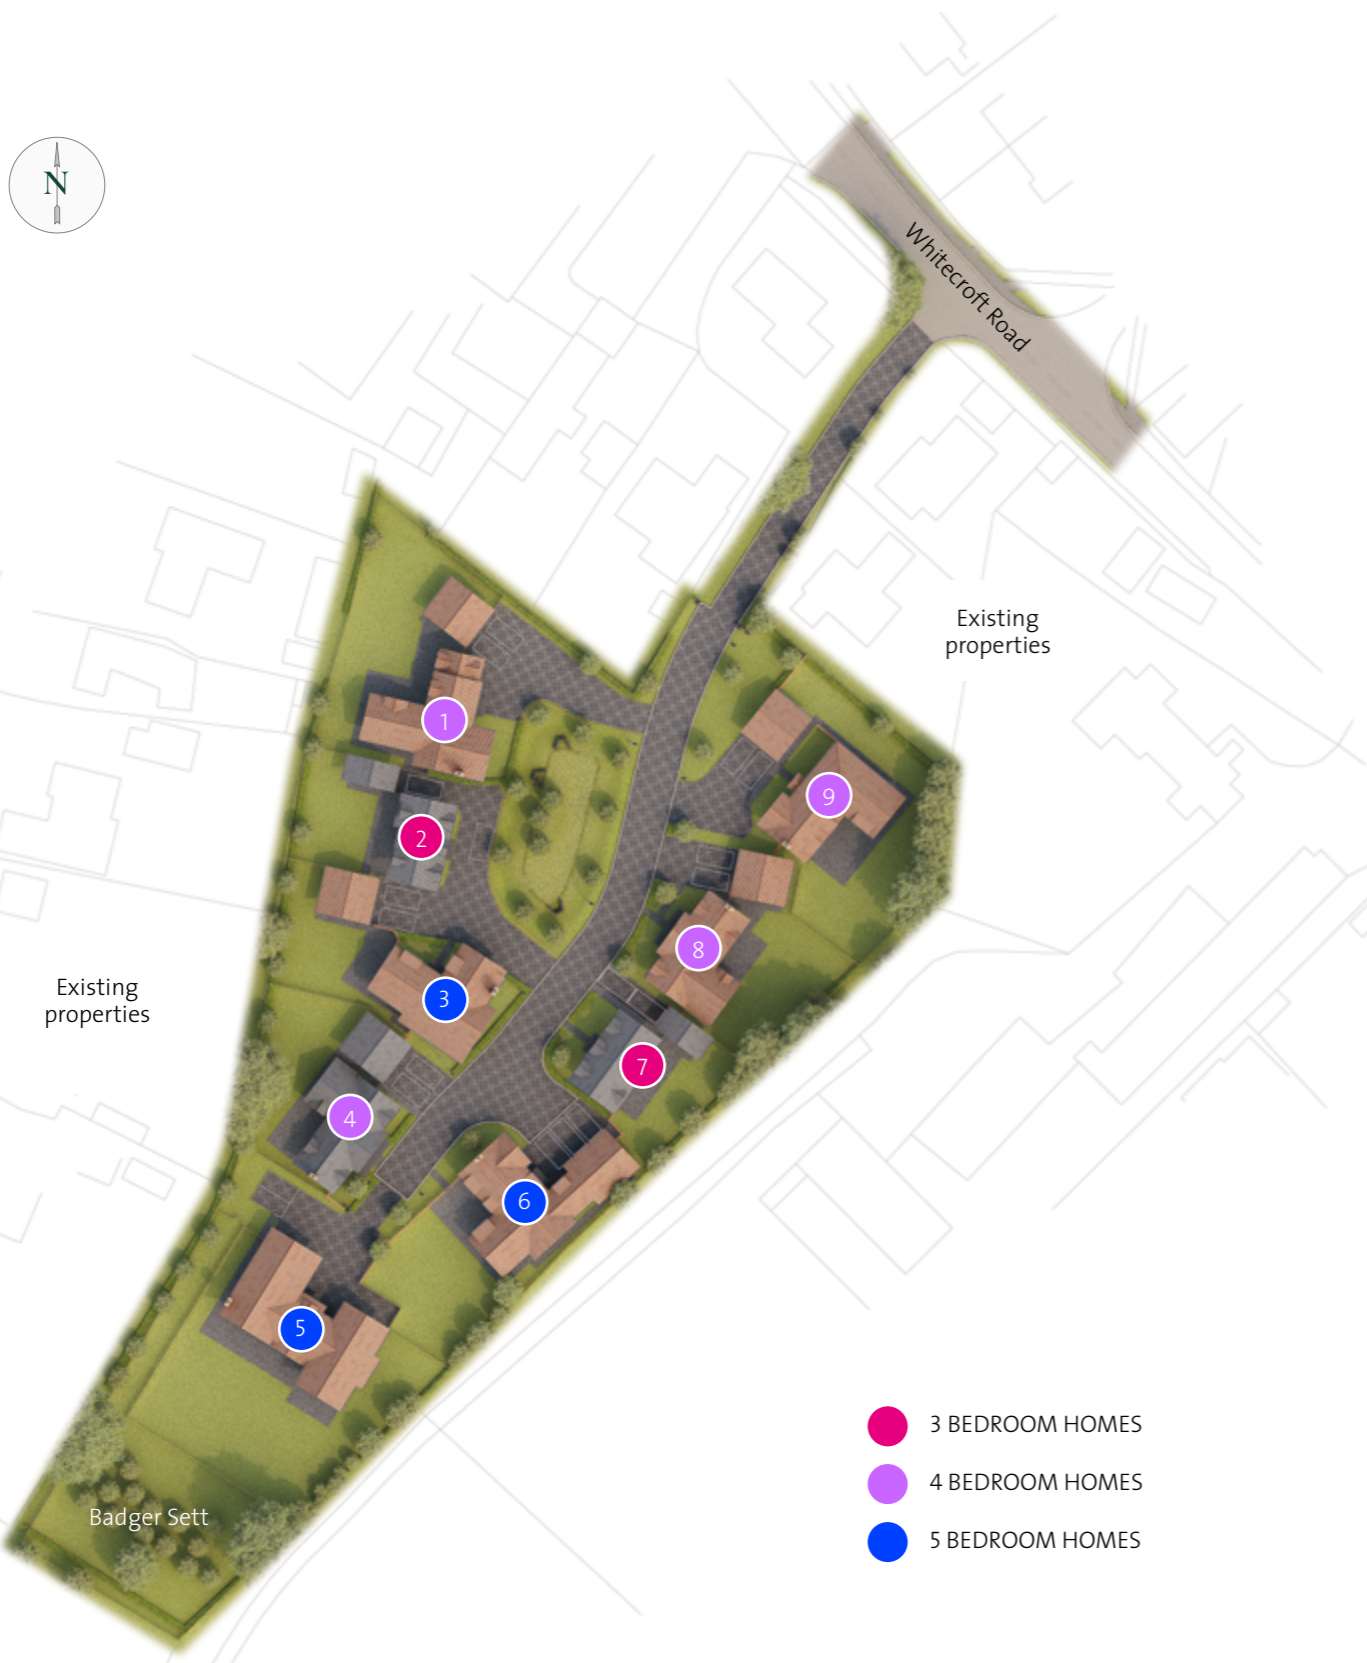 N
Whitecroft Road
Existing
properties
1
9
2
8
3
Existing
properties
7
4
6
5
Badger Sett
3 BEDROOM HOMES
4 BEDROOM HOMES
5 BEDROOM HOMES